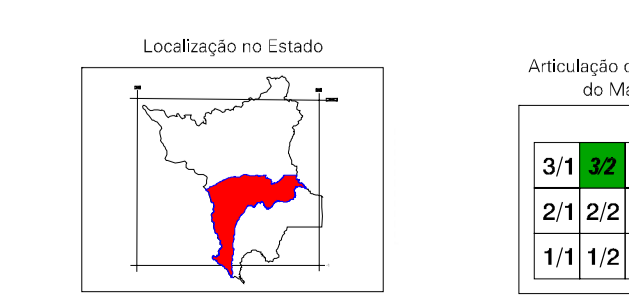 Localização no Estado
Articulação
do
3/1 3/2
2/1 2/2
1/1 1/2